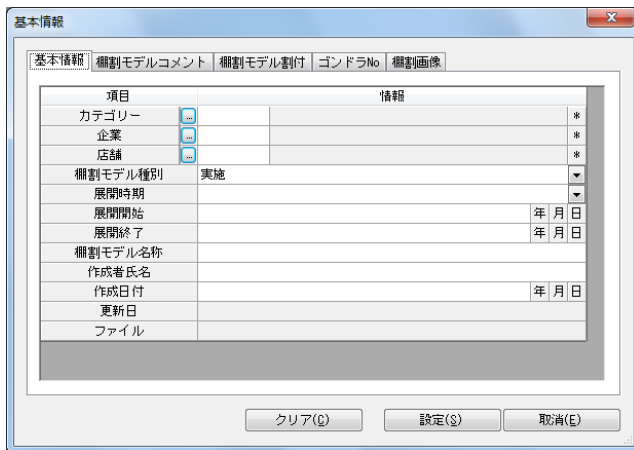 基本情報
基本情報 棚割モデルコメント 棚割モデル割付 ゴンドラNo 棚割画像
項目 情報
カテゴリー ... *
企業 ... *
店舗 ... *
棚割モデル種別 実施
展開時期
展開開始 年 月 日
展開終了 年 月 日
棚割モデル名称
作成者氏名
作成日付 年 月 日
更新日
ファイル
クリア(C) 設定(S) 取消(E)